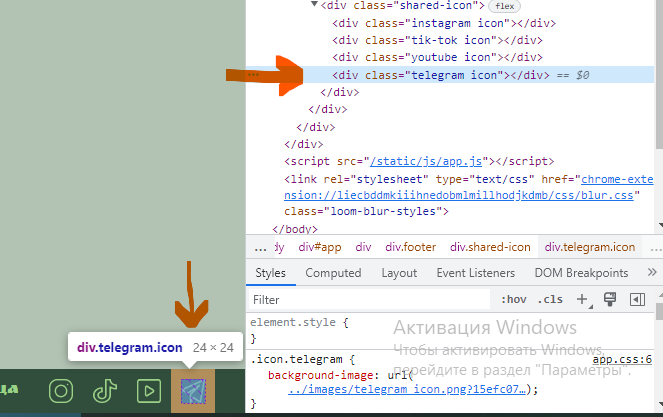 <div class="shared-icon"> flex
<div class="instagram icon"></div>
<div class="tik-tok icon"></div>
<div class="youtube icon"></div>
<div class="telegram icon"></div> == $0
</div>
</div>
</div>
</div>
<script src="/static/js/app.js"></script>
<link rel="stylesheet" type="text/css" href="chrome-exte
nsion://liecbddmkiiihnedobmlmillhodjkdmb/css/blur.css"
class="loom-blur-styles">
</body>
... dy div#app div div.footer div.shared-icon div.telegram.icon ...
Styles Computed Layout Event Listeners DOM Breakpoints »
Filter :hov .cls
element.style {
}
.icon.telegram { app.css:6
background-image: url(
../images/telegram icon.png?15efc07…);
}
Активация Windows
Чтобы активировать Windows,
перейдите в раздел "Параметры".
div.telegram.icon 24 × 24